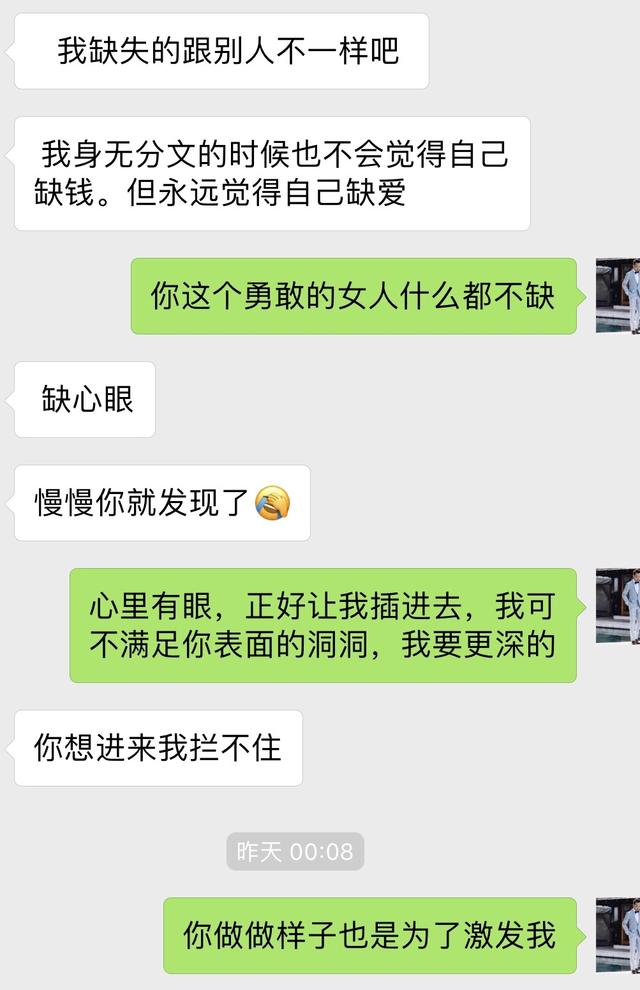 我缺失的跟别人不一样吧
我身无分文的时候也不会觉得自己
缺钱。但永远觉得自己缺爱
你这个勇敢的女人什么都不缺
缺心眼
慢慢你就发现了🤦
心里有眼，正好让我插进去，我可
不满足你表面的洞洞，我要更深的
你想进来我拦不住
昨天 00:08
你做做样子也是为了激发我